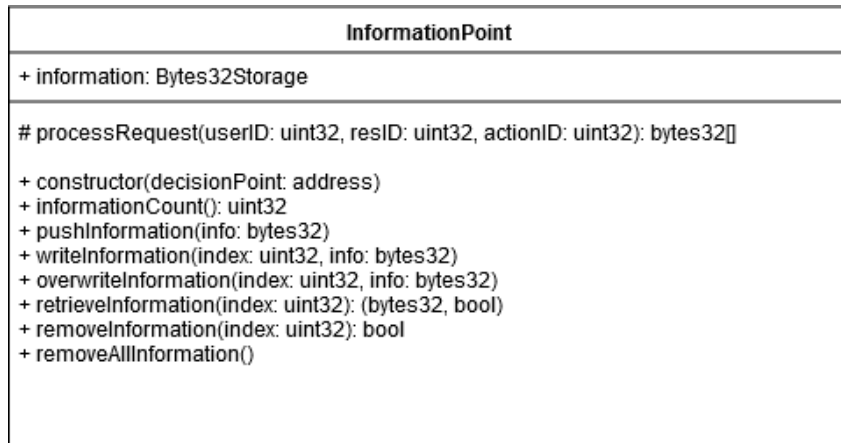 InformationPoint
+ information: Bytes32Storage
# processRequest(userID: uint32, resID: uint32, actionID: uint32): bytes32[]
+ constructor(decisionPoint: address)
+ informationCount(): uint32
+ pushInformation(info: bytes32)
+ writeInformation(index: uint32, info: bytes32)
+ overwriteInformation(index: uint32, info: bytes32)
+ retrieveInformation(index: uint32): (bytes32, bool)
+ removeInformation(index: uint32): bool
+ removeAllInformation()